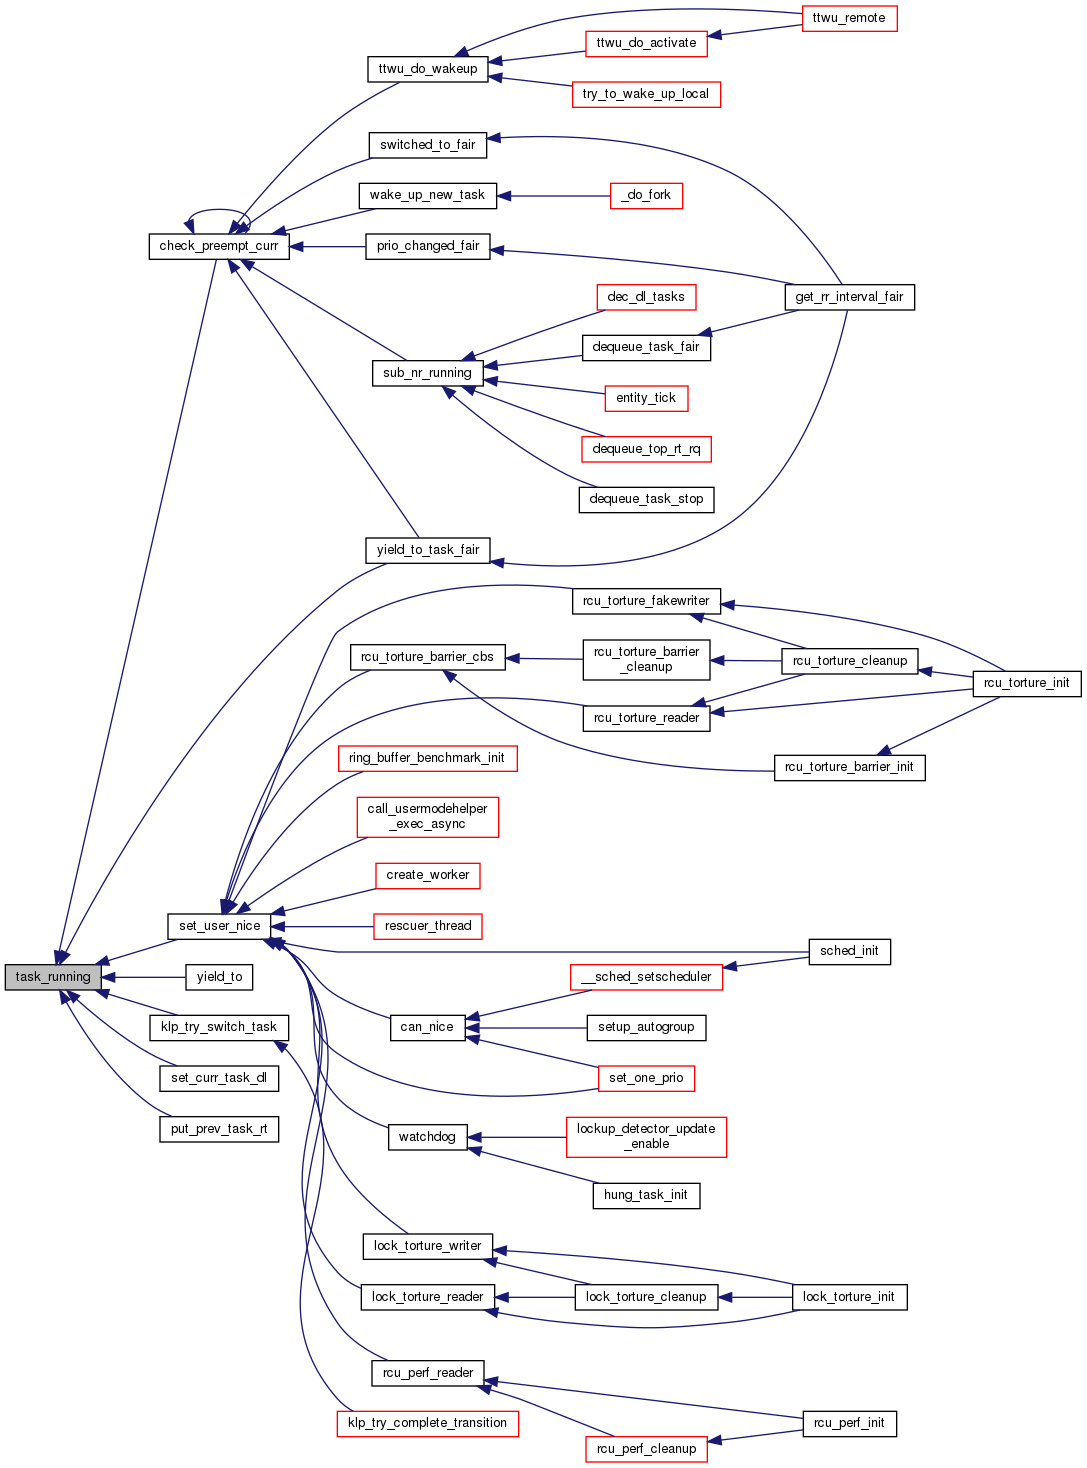 ttwu_remote
ttwu_do_activate
ttwu_do_wakeup
try_to_wake_up_local
switched_to_fair
wake_up_new_task
_do_fork
check_preempt_curr
prio_changed_fair
get_rr_interval_fair
dec_dl_tasks
dequeue_task_fair
sub_nr_running
entity_tick
dequeue_top_rt_rq
dequeue_task_stop
yield_to_task_fair
rcu_torture_fakewriter
rcu_torture_barrier_cbs
rcu_torture_barrier
_cleanup
rcu_torture_cleanup
rcu_torture_init
rcu_torture_reader
ring_buffer_benchmark_init
rcu_torture_barrier_init
call_usermodehelper
_exec_async
create_worker
set_user_nice
rescuer_thread
sched_init
task_running
yield_to
__sched_setscheduler
klp_try_switch_task
can_nice
setup_autogroup
set_curr_task_dl
set_one_prio
put_prev_task_rt
watchdog
lockup_detector_update
_enable
hung_task_init
lock_torture_writer
lock_torture_reader
lock_torture_cleanup
lock_torture_init
rcu_perf_reader
klp_try_complete_transition
rcu_perf_init
rcu_perf_cleanup